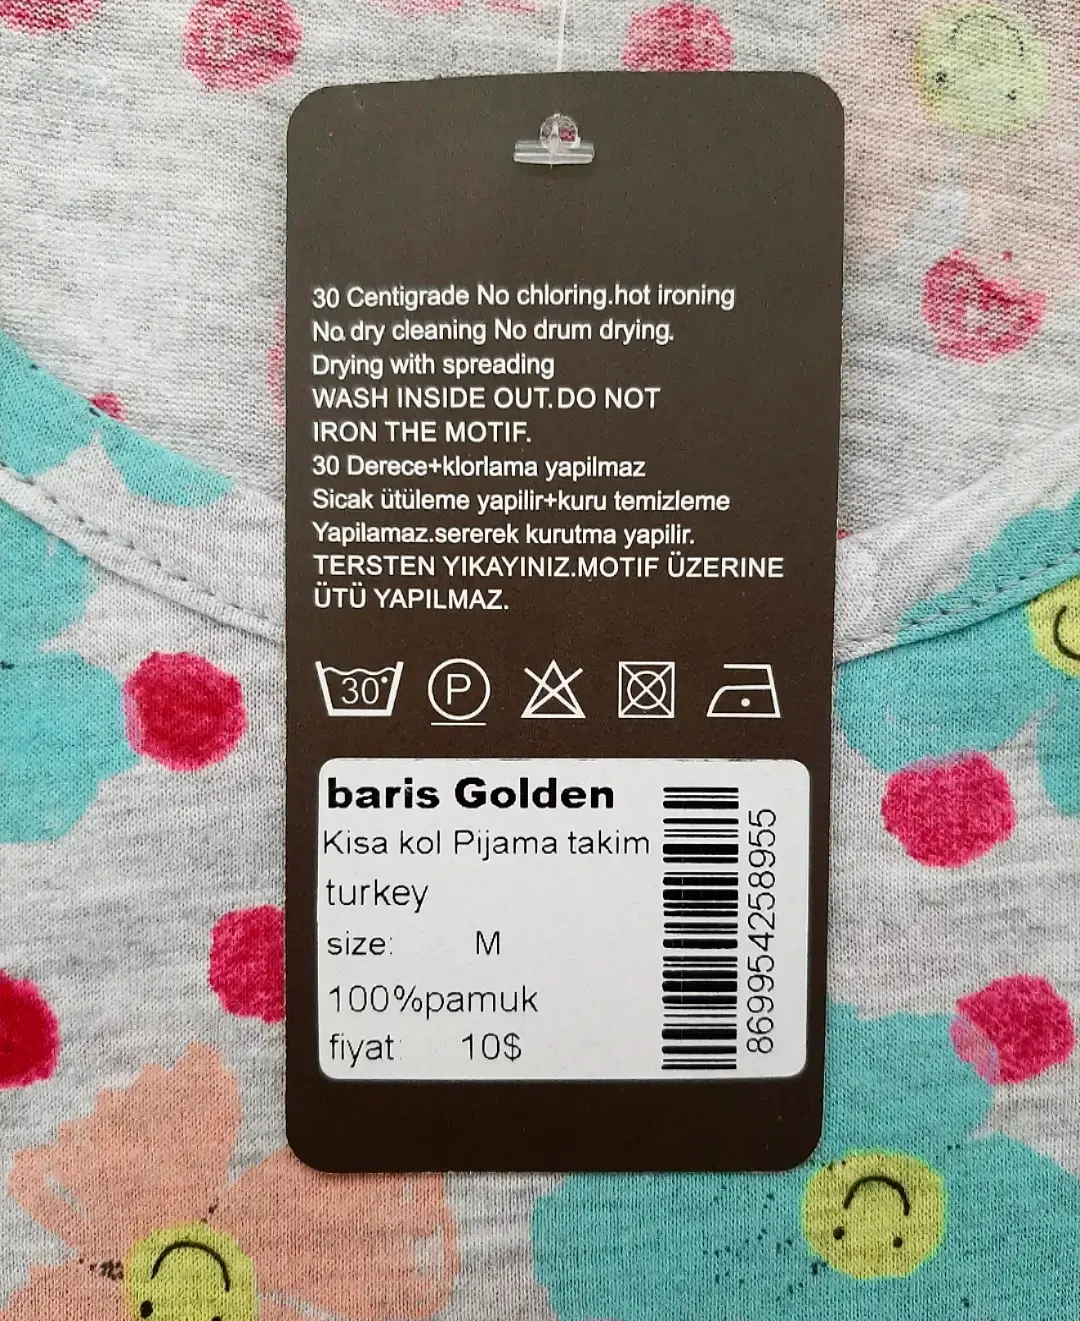 30 Centigrade No chloring.hot ironing
No. dry cleaning No drum drying.
Drying with spreading
WASH INSIDE OUT.DO NOT
IRON THE MOTIF.
30 Derece+klorlama yapilmaz
Sicak ütüleme yapilir+kuru temizleme
Yapilamaz.sererek kurutma yapilir.
TERSTEN YIKAYINIZ.MOTIF ÜZERINE
ÜTÜ YAPILMAZ.
30° P
baris Golden
Kisa kol Pijama takim
turkey
size: M
100%pamuk
fiyat: 10$
8699542258955